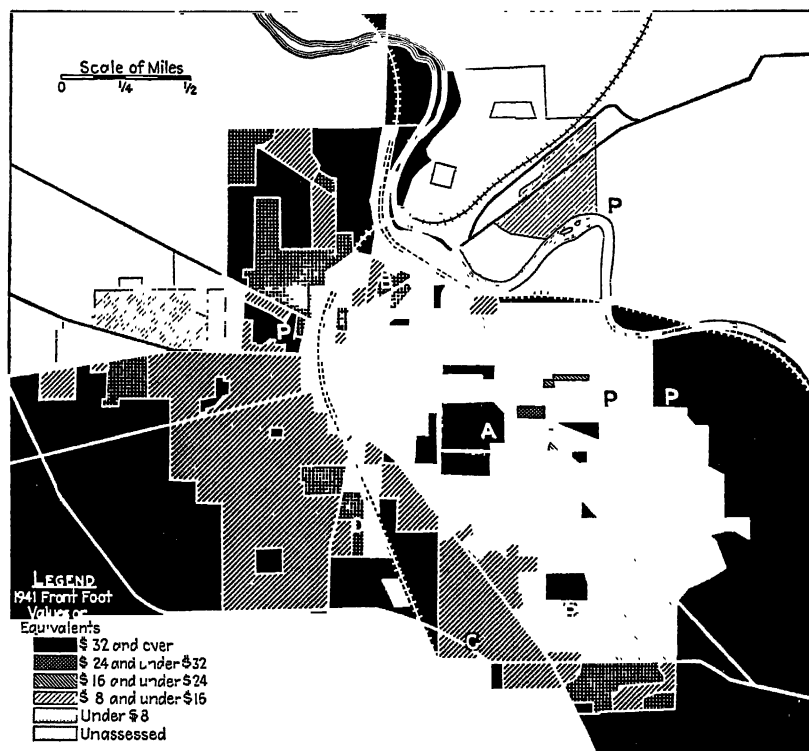 Scale of Miles
0 1/4 1/2
P
B
P
A
P
P
C
LEGEND
1941 Front Foot
Values or
Equivalents
$ 32 and over
$ 24 and under $32
$ 16 and under $24
$ 8 and under $16
Under $8
Unassessed